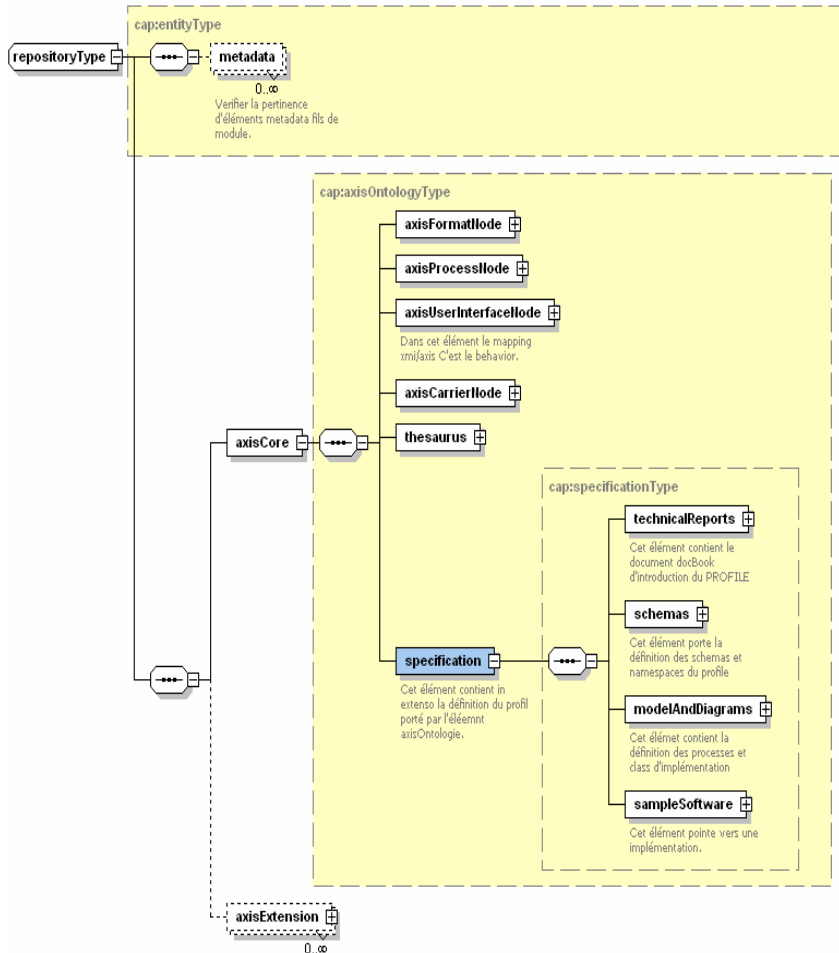 cap:entityType
repositoryType
metadata
0..∞
Verifier la pertinence
d'éléments metadata fils de
module.
cap:axisOntologyType
axisFormatNode
axisProcessNode
axisUserInterfaceNode
Dans cet élément le mapping
xmi/axis C'est le behavior.
axisCarrierNode
axisCore
thesaurus
cap:specificationType
technicalReports
Cet élément contient le
document docBook
d'introduction du PROFILE
schemas
Cet élément porte la
définition des schemas et
namespaces du profile
specification
Cet élément contient in
extenso la définition du profil
porté par l'éléemnt
axisOntologie.
modelAndDiagrams
Cet élémet contient la
définition des processes et
class d'implémentation
sampleSoftware
Cet élément pointe vers une
implémentation.
axisExtension
0..∞